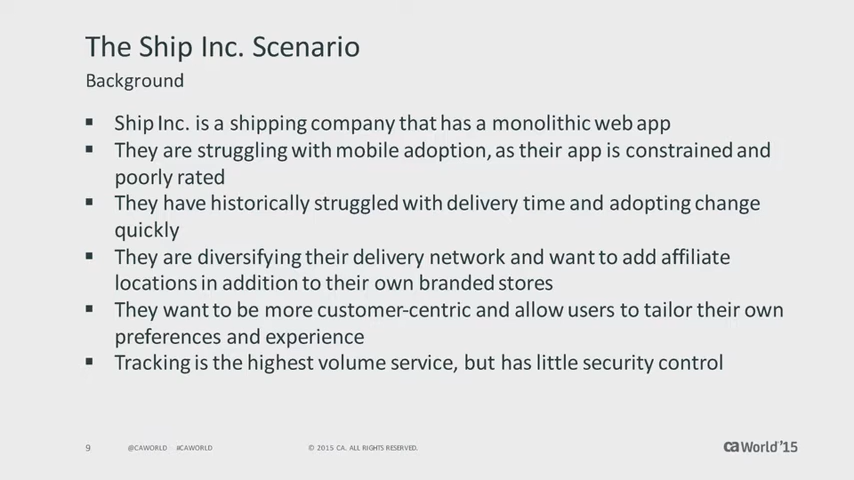 The Ship Inc. Scenario
Background
▪ Ship Inc. is a shipping company that has a monolithic web app
▪ They are struggling with mobile adoption, as their app is constrained and
poorly rated
▪ They have historically struggled with delivery time and adopting change
quickly
▪ They are diversifying their delivery network and want to add affiliate
locations in addition to their own branded stores
▪ They want to be more customer-centric and allow users to tailor their own
preferences and experience
▪ Tracking is the highest volume service, but has little security control
9 @CAWORLD #CAWORLD © 2015 CA. ALL RIGHTS RESERVED. ca World '15